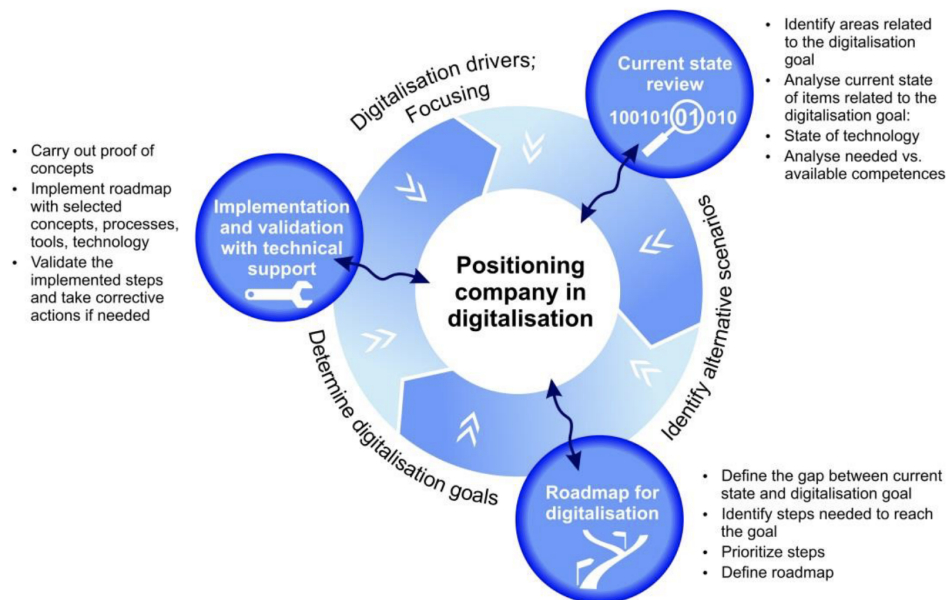 Digitalisation drivers;
Focusing
Current state
review
100101 01 010
• Identify areas related
to the digitalisation
goal
• Analyse current state
of items related to the
digitalisation goal:
• State of technology
• Analyse needed vs.
available competences
• Carry out proof of
concepts
• Implement roadmap
with selected
concepts, processes,
tools, technology
• Validate the
implemented steps
and take corrective
actions if needed
Implementation
and validation
with technical
support
Positioning
company in
digitalisation
Identify alternative scenarios
Determine digitalisation goals
Roadmap for
digitalisation
• Define the gap between current
state and digitalisation goal
• Identify steps needed to reach
the goal
• Prioritize steps
• Define roadmap